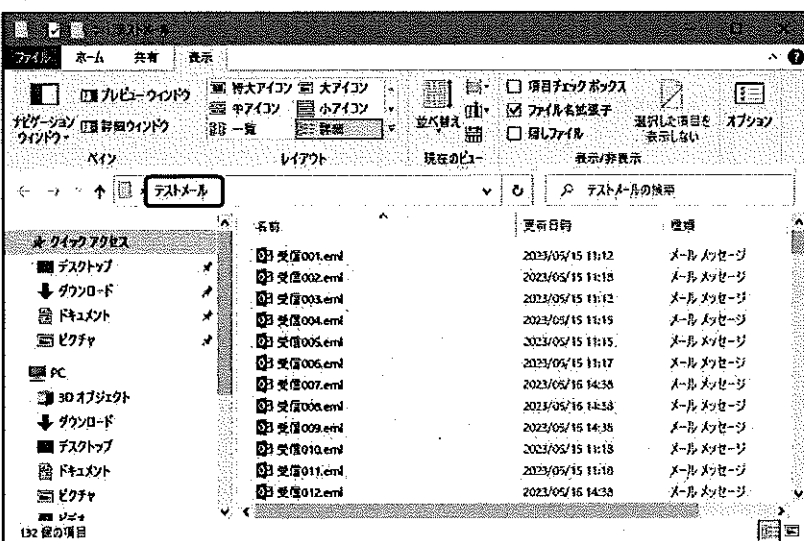 テストメール
ファイル ホーム 共有 表示
ナビゲーション ウィンドウ
プレビュー ウィンドウ
詳細ウィンドウ
ペイン
特大アイコン 大アイコン
中アイコン 小アイコン
一覧 詳細
レイアウト
並べ替え
現在のビュー
項目チェック ボックス
ファイル名拡張子
隠しファイル
選択した項目を
表示しない
表示/非表示
オプション
テストメール
テストメールの検索
名前 更新日時 種類
クイック アクセス
デスクトップ
ダウンロード
ドキュメント
ピクチャ
PC
3D オブジェクト
ダウンロード
デスクトップ
ドキュメント
ピクチャ
ビデオ
受信001.eml 2023/05/15 11:12 メール メッセージ
受信002.eml 2023/05/15 11:18 メール メッセージ
受信003.eml 2023/05/15 11:12 メール メッセージ
受信004.eml 2023/05/15 11:15 メール メッセージ
受信005.eml 2023/05/15 11:15 メール メッセージ
受信006.eml 2023/05/15 11:17 メール メッセージ
受信007.eml 2023/05/16 14:38 メール メッセージ
受信008.eml 2023/05/16 14:38 メール メッセージ
受信009.eml 2023/05/16 14:38 メール メッセージ
受信010.eml 2023/05/15 11:18 メール メッセージ
受信011.eml 2023/05/15 11:18 メール メッセージ
受信012.eml 2023/05/16 14:38 メール メッセージ
132 個の項目